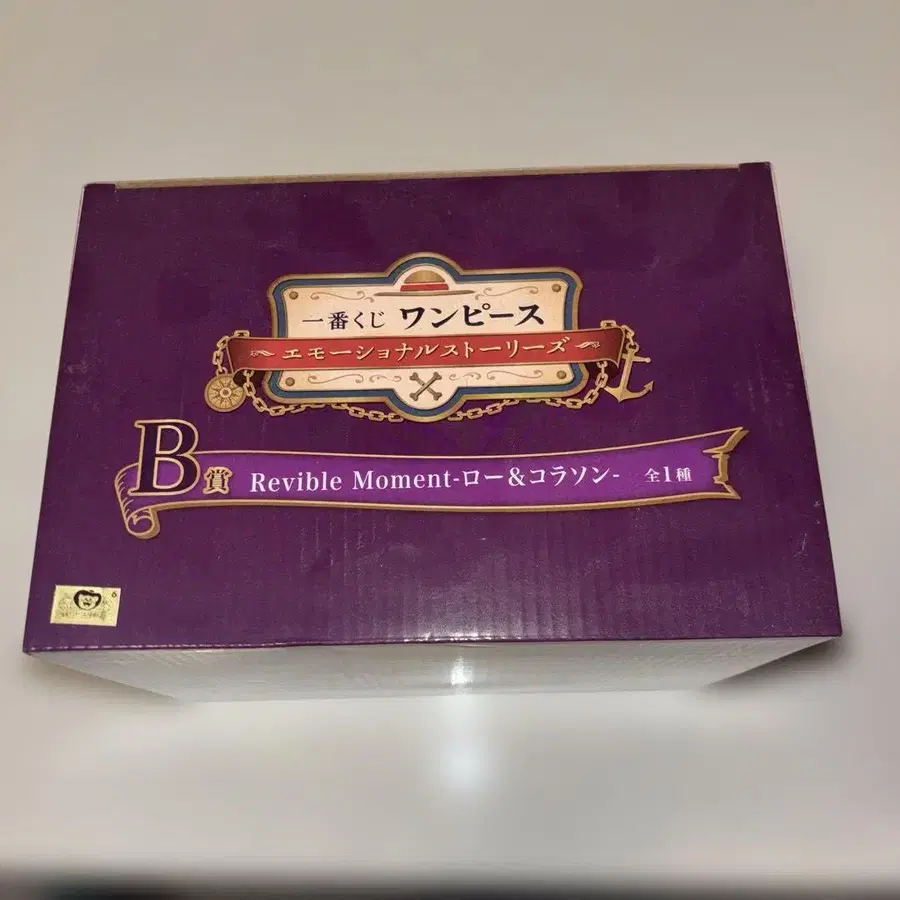 一番くじ ワンピース
エモーショナルストーリーズ
B賞 Revible Moment-ロー&コラソン- 全1種
6